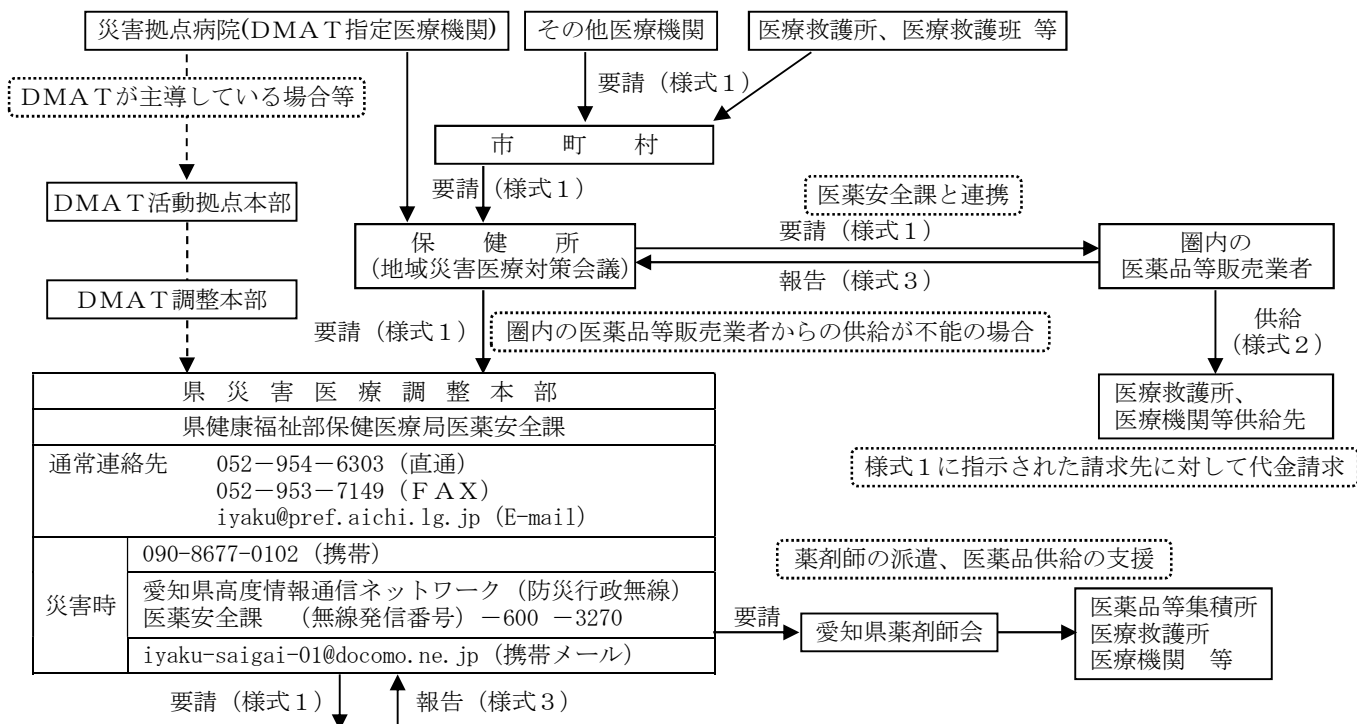 災害拠点病院(DMAT指定医療機関)
その他医療機関
医療救護所、医療救護班 等
要請（様式１）
DMATが主導している場合等
市 町 村
要請（様式１）
DMAT活動拠点本部
医薬安全課と連携
保 健 所
(地域災害医療対策会議)
要請（様式１）
報告（様式３）
圏内の
医薬品等販売業者
DMAT調整本部
要請（様式１）
圏内の医薬品等販売業者からの供給が不能の場合
供給
(様式２)
県 災 害 医 療 調 整 本 部
県健康福祉部保健医療局医薬安全課
医療救護所、
医療機関等供給先
通常連絡先 052－954－6303（直通）
052－953－7149（ＦＡＸ）
iyaku@pref.aichi.lg.jp（E-mail）
様式１に指示された請求先に対して代金請求
災害時
090-8677-0102（携帯）
愛知県高度情報通信ネットワーク（防災行政無線）
医薬安全課 （無線発信番号）－600 －3270
iyaku-saigai-01@docomo.ne.jp（携帯メール）
薬剤師の派遣、医薬品供給の支援
要請
愛知県薬剤師会
医薬品等集積所
医療救護所
医療機関 等
要請（様式１）
報告（様式３）